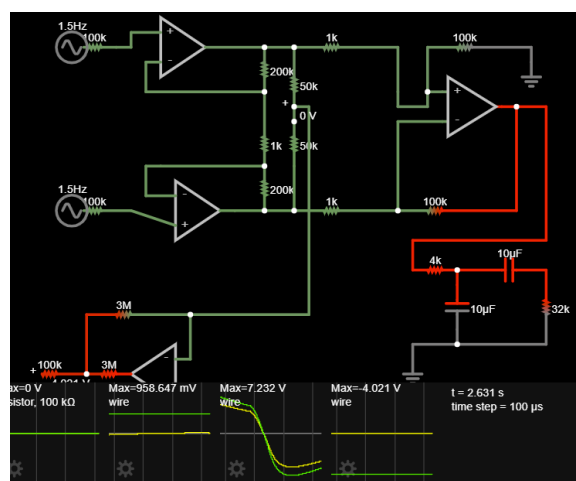 1.5Hz
100k
+
-
200k
50k
+
0 V
1k
50k
200k
1k
100k
+
-
1.5Hz
100k
-
+
1k
100k
10µF
4k
10µF
32k
3M
-
+
100k
3M
Max=958.647 mV
wire
Max=7.232 V
wire
Max=-4.021 V
wire
t = 2.631 s
time step = 100 µs
ax=0 V
sistor, 100 kΩ